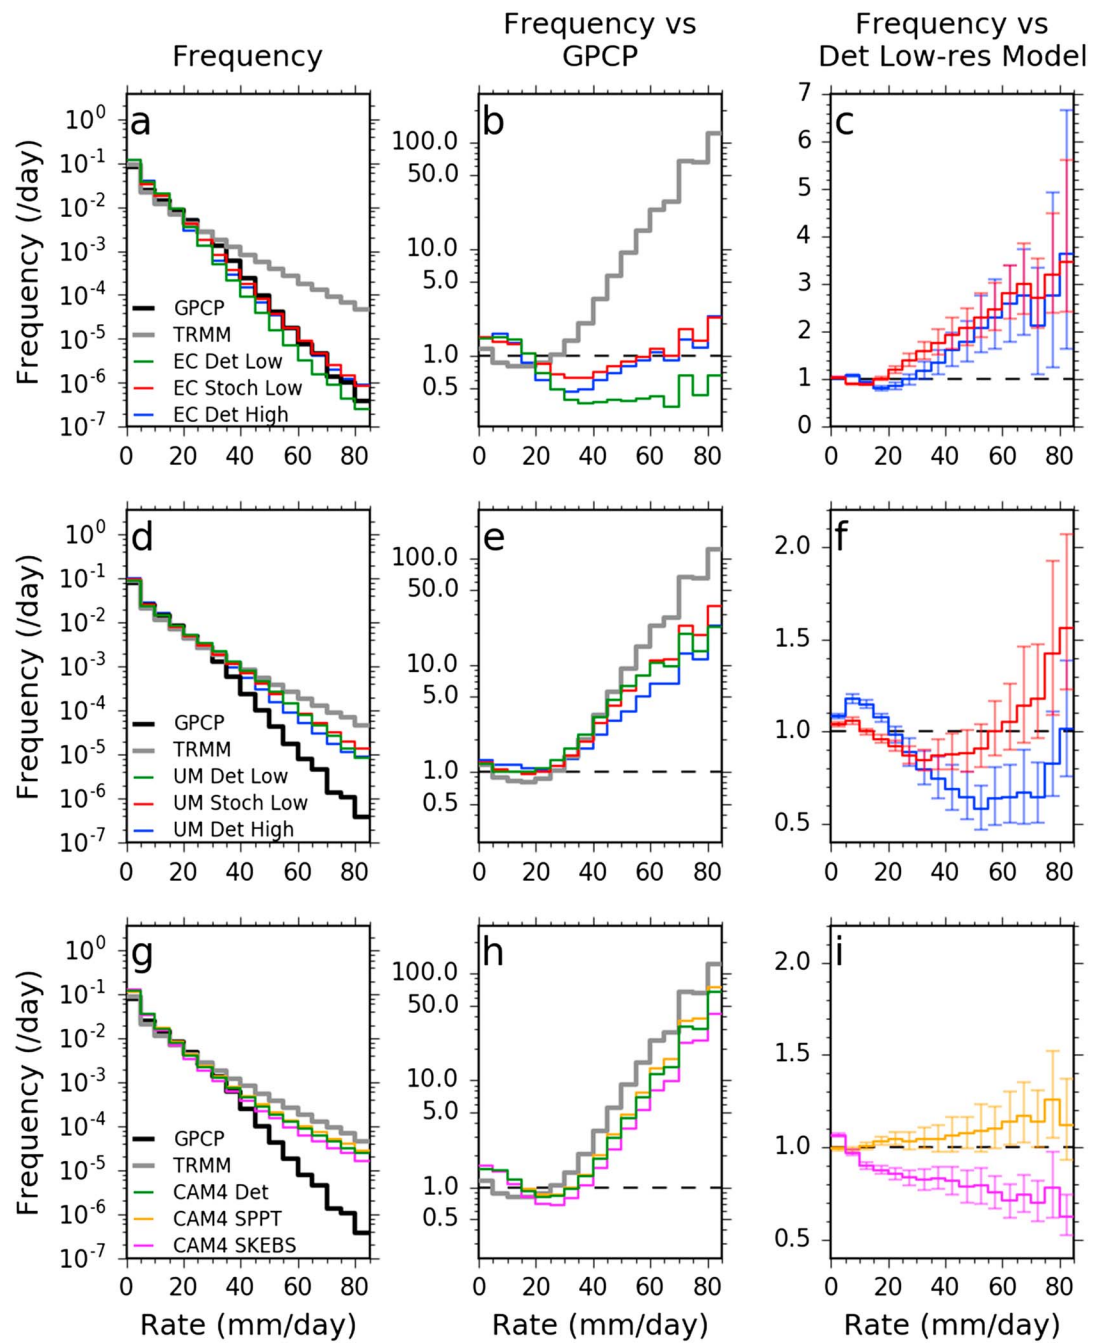 Frequency
Frequency vs
GPCP
Frequency vs
Det Low-res Model
Frequency (/day)
a
10^0
10^-1
10^-2
10^-3
10^-4
10^-5
10^-6
10^-7
GPCP
TRMM
EC Det Low
EC Stoch Low
EC Det High
0 20 40 60 80
b
100.0
50.0
10.0
5.0
1.0
0.5
0 20 40 60 80
c
7
6
5
4
3
2
1
0
0 20 40 60 80
Frequency (/day)
d
10^0
10^-1
10^-2
10^-3
10^-4
10^-5
10^-6
10^-7
GPCP
TRMM
UM Det Low
UM Stoch Low
UM Det High
0 20 40 60 80
e
100.0
50.0
10.0
5.0
1.0
0.5
0 20 40 60 80
f
2.0
1.5
1.0
0.5
0 20 40 60 80
Frequency (/day)
g
10^0
10^-1
10^-2
10^-3
10^-4
10^-5
10^-6
10^-7
GPCP
TRMM
CAM4 Det
CAM4 SPPT
CAM4 SKEBS
0 20 40 60 80
Rate (mm/day)
h
100.0
50.0
10.0
5.0
1.0
0.5
0 20 40 60 80
Rate (mm/day)
i
2.0
1.5
1.0
0.5
0 20 40 60 80
Rate (mm/day)